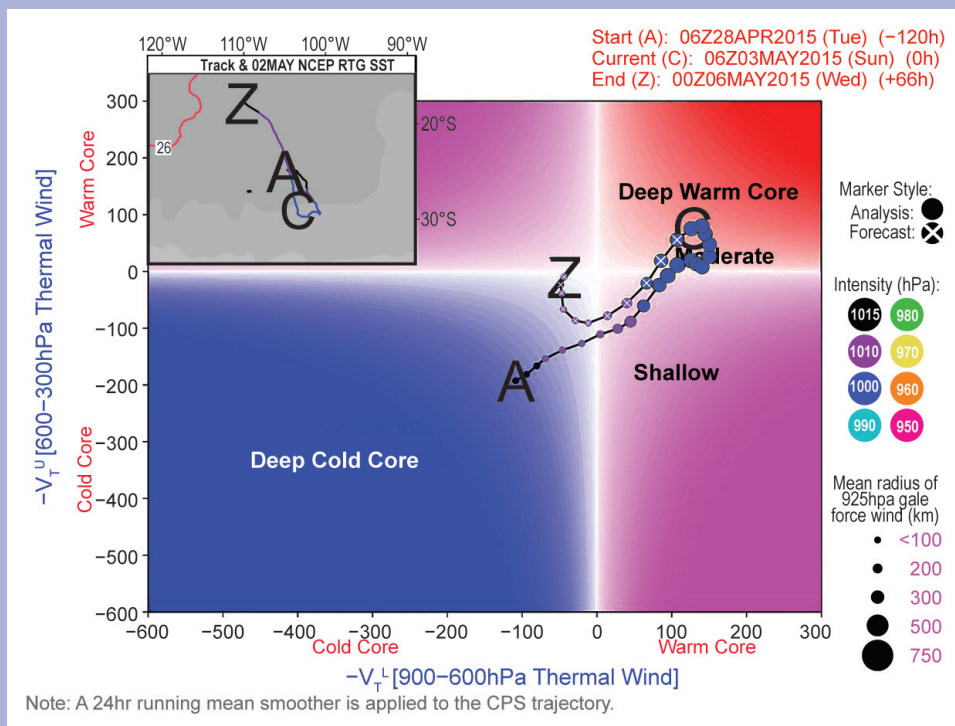 Start (A): 06Z28APR2015 (Tue) (−120h)
Current (C): 06Z03MAY2015 (Sun) (0h)
End (Z): 00Z06MAY2015 (Wed) (+66h)
120°W 110°W 100°W 90°W
Track & 02MAY NCEP RTG SST
Z
A
C
26
20°S
30°S
−V_T^U [600−300hPa Thermal Wind]
Warm Core
Cold Core
300
200
100
0
−100
−200
−300
−400
−500
−600
Deep Warm Core
C
Moderate
Z
A
Shallow
Deep Cold Core
−600 −500 −400 −300 −200 −100 0 100 200 300
Cold Core Warm Core
−V_T^L [900−600hPa Thermal Wind]
Marker Style:
Analysis:
Forecast:
Intensity (hPa):
1015 980
1010 970
1000 960
990 950
Mean radius of
925hpa gale
force wind (km)
<100
200
300
500
750
Note: A 24hr running mean smoother is applied to the CPS trajectory.